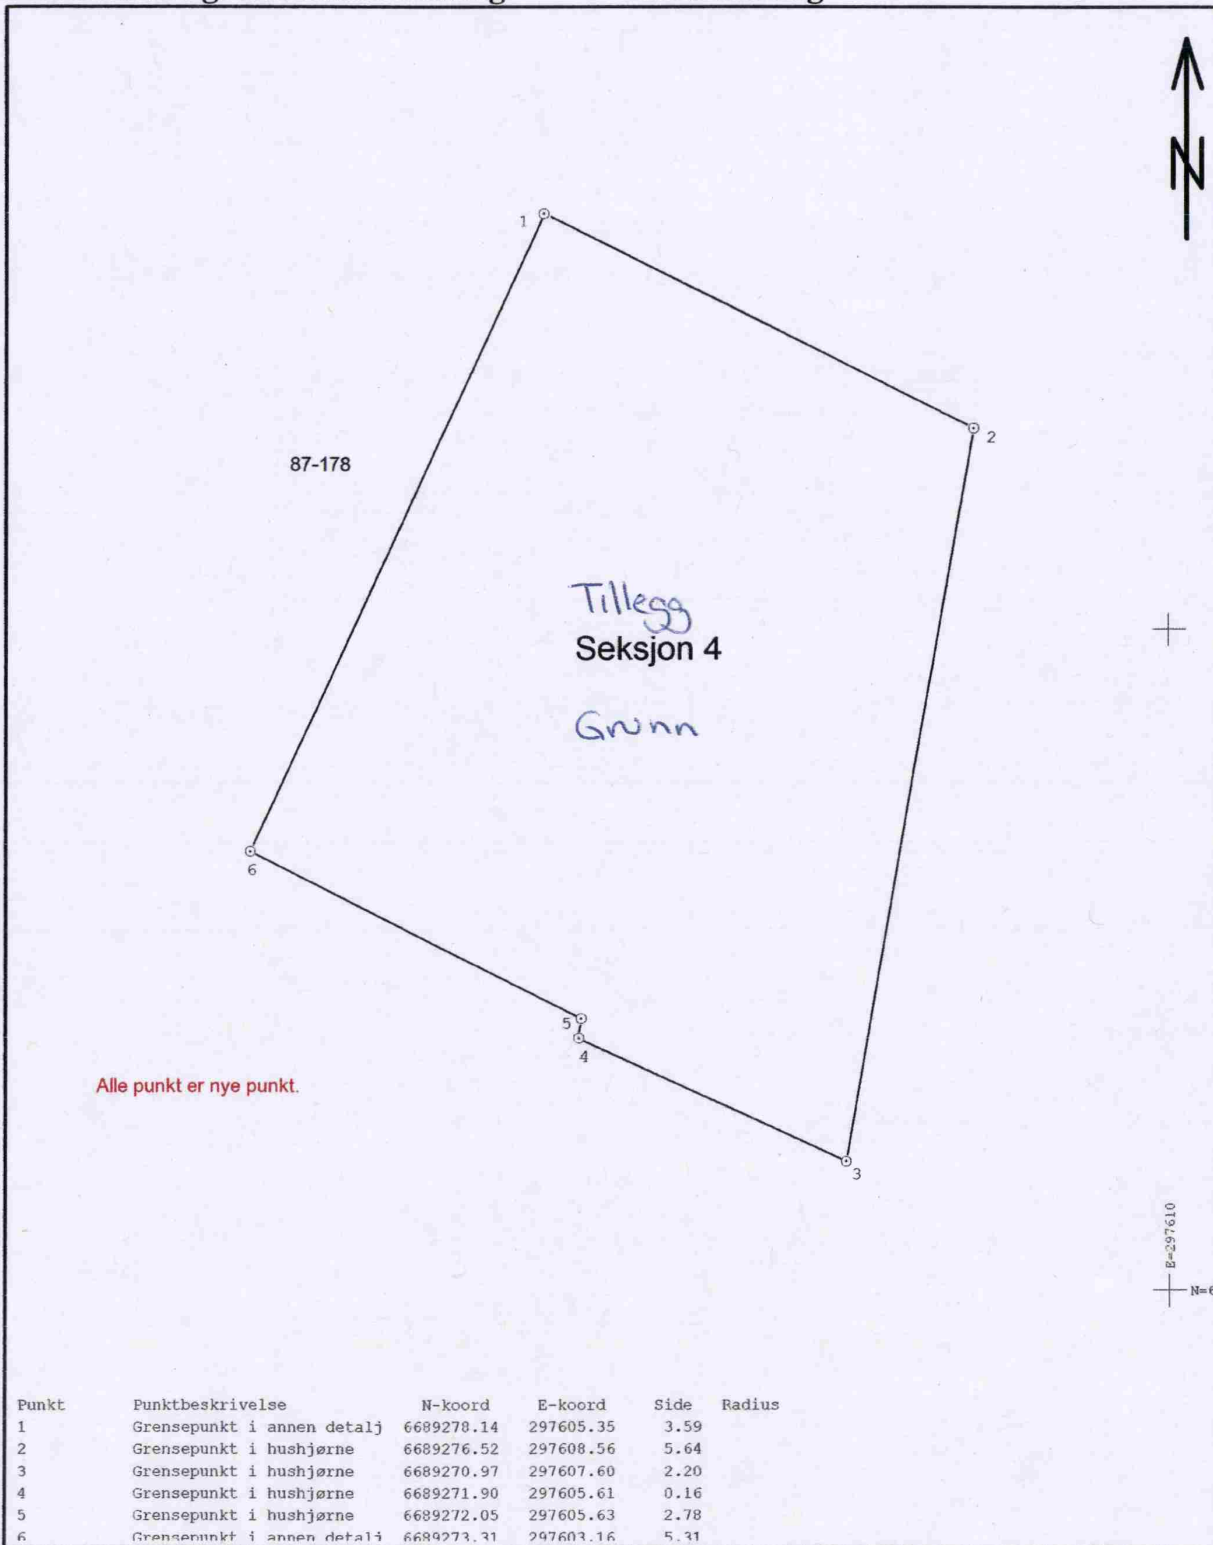 N
1
2
87-178
Tillegg
Seksjon 4
Grunn
6
5
4
Alle punkt er nye punkt.
3
E=297610
N=6
Punkt Punktbeskrivelse N-koord E-koord Side Radius
1 Grensepunkt i annen detalj 6689278.14 297605.35 3.59
2 Grensepunkt i hushjørne 6689276.52 297608.56 5.64
3 Grensepunkt i hushjørne 6689270.97 297607.60 2.20
4 Grensepunkt i hushjørne 6689271.90 297605.61 0.16
5 Grensepunkt i hushjørne 6689272.05 297605.63 2.78
6 Grensepunkt i annen detalj 6689273.31 297603.16 5.31